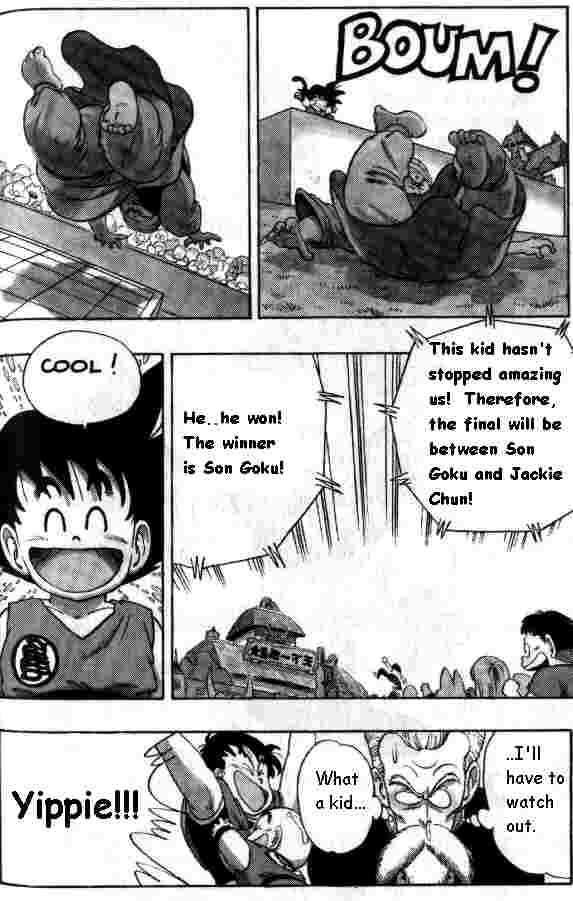 BOUM!
COOL!
He..he won!
The winner
is Son Goku!
This kid hasn't
stopped amazing
us! Therefore,
the final will be
between Son
Goku and Jackie
Chun!
Yippie!!!
What
a kid...
..I'll
have to
watch
out.